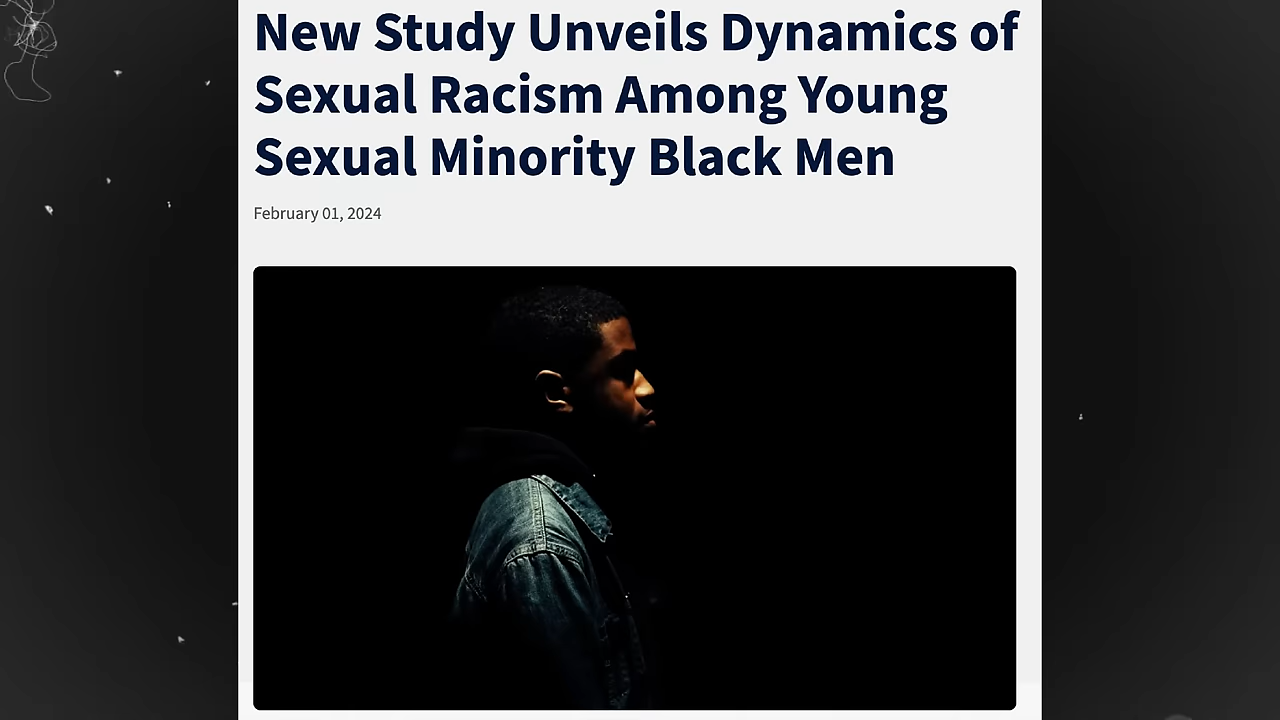 New Study Unveils Dynamics of
Sexual Racism Among Young
Sexual Minority Black Men
February 01, 2024